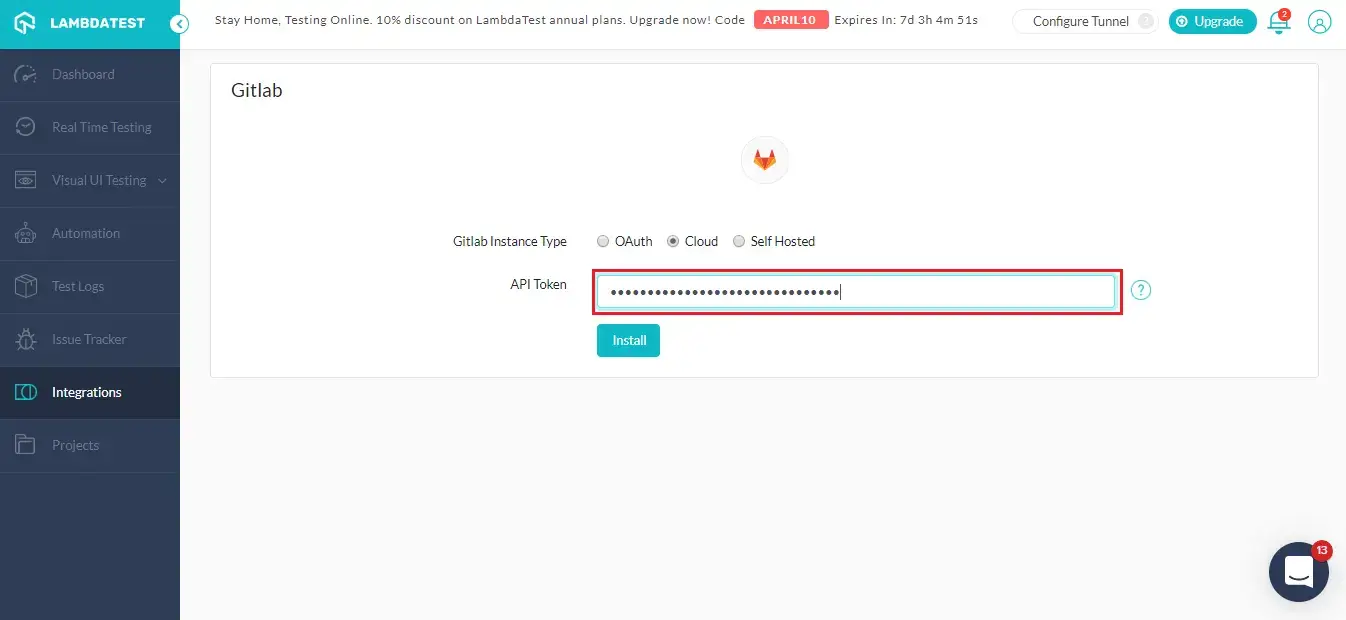 LAMBDATEST
Stay Home, Testing Online. 10% discount on LambdaTest annual plans. Upgrade now! Code APRIL10 Expires In: 7d 3h 4m 51s
Configure Tunnel ?
Upgrade
2
Dashboard
Real Time Testing
Visual UI Testing
Automation
Test Logs
Issue Tracker
Integrations
Projects
Gitlab
Gitlab Instance Type OAuth Cloud Self Hosted
API Token ••••••••••••••••••••••••••••••• ?
Install
13